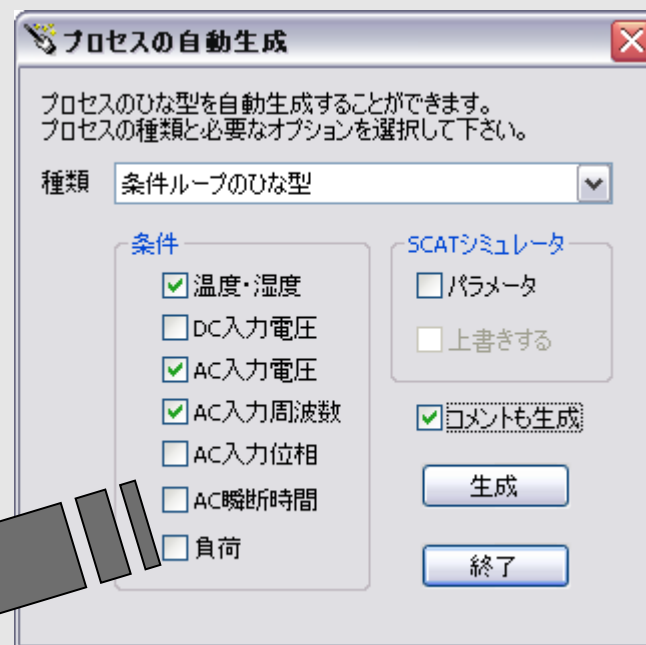 プロセスの自動生成
プロセスのひな型を自動生成することができます。
プロセスの種類と必要なオプションを選択して下さい。
種類 条件ループのひな型
条件
温度・湿度
DC入力電圧
AC入力電圧
AC入力周波数
AC入力位相
AC瞬断時間
負荷
SCATシミュレータ
パラメータ
上書きする
コメントも生成
生成
終了